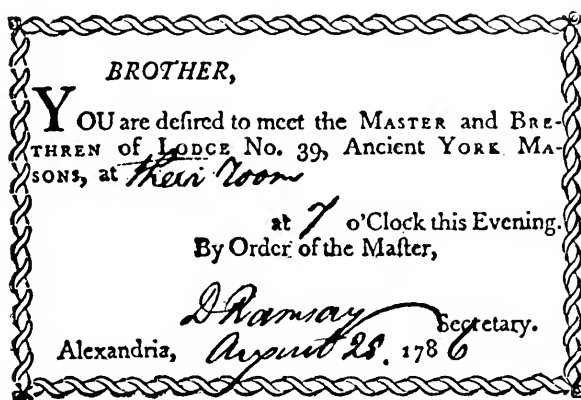 BROTHER,
YOU are deſired to meet the MASTER and BRE-
THREN of LODGE No. 39, Ancient YORK MA-
SONS, at their room
at 7 o'Clock this Evening.
By Order of the Maſter,
DRamsay Secretary.
Alexandria, August 28. 1786